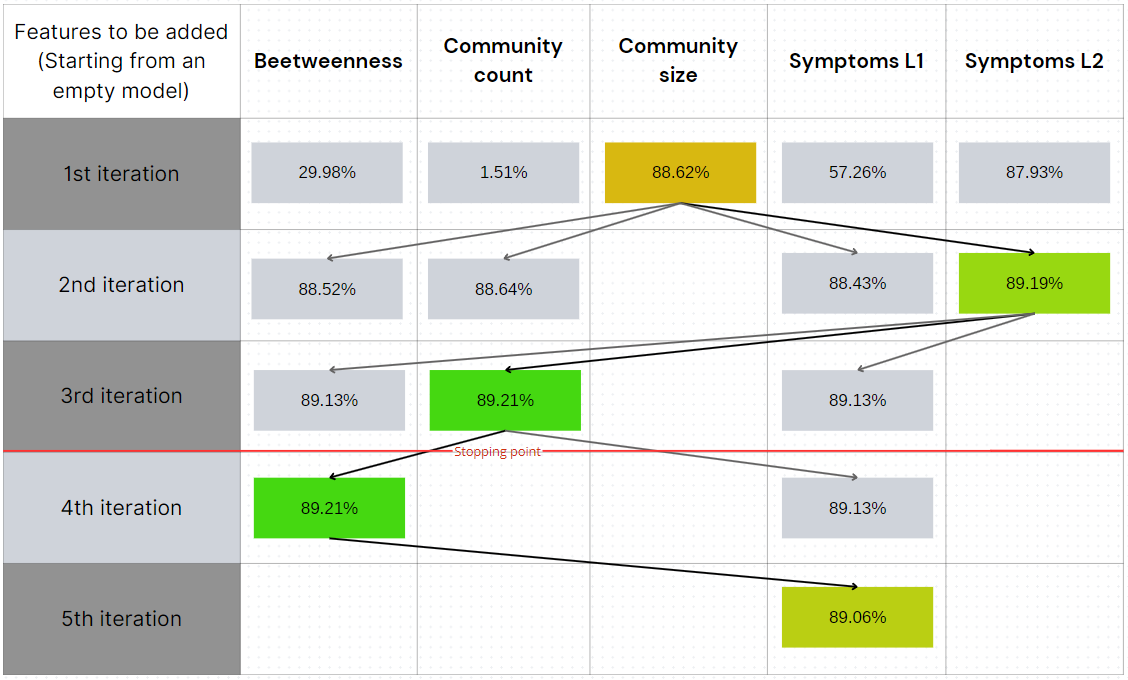 Features to be added
(Starting from an
empty model)
Beetweenness
Community
count
Community
size
Symptoms L1
Symptoms L2
1st iteration
29.98%
1.51%
88.62%
57.26%
87.93%
2nd iteration
88.52%
88.64%
88.43%
89.19%
3rd iteration
89.13%
89.21%
89.13%
Stopping point
4th iteration
89.21%
89.13%
5th iteration
89.06%